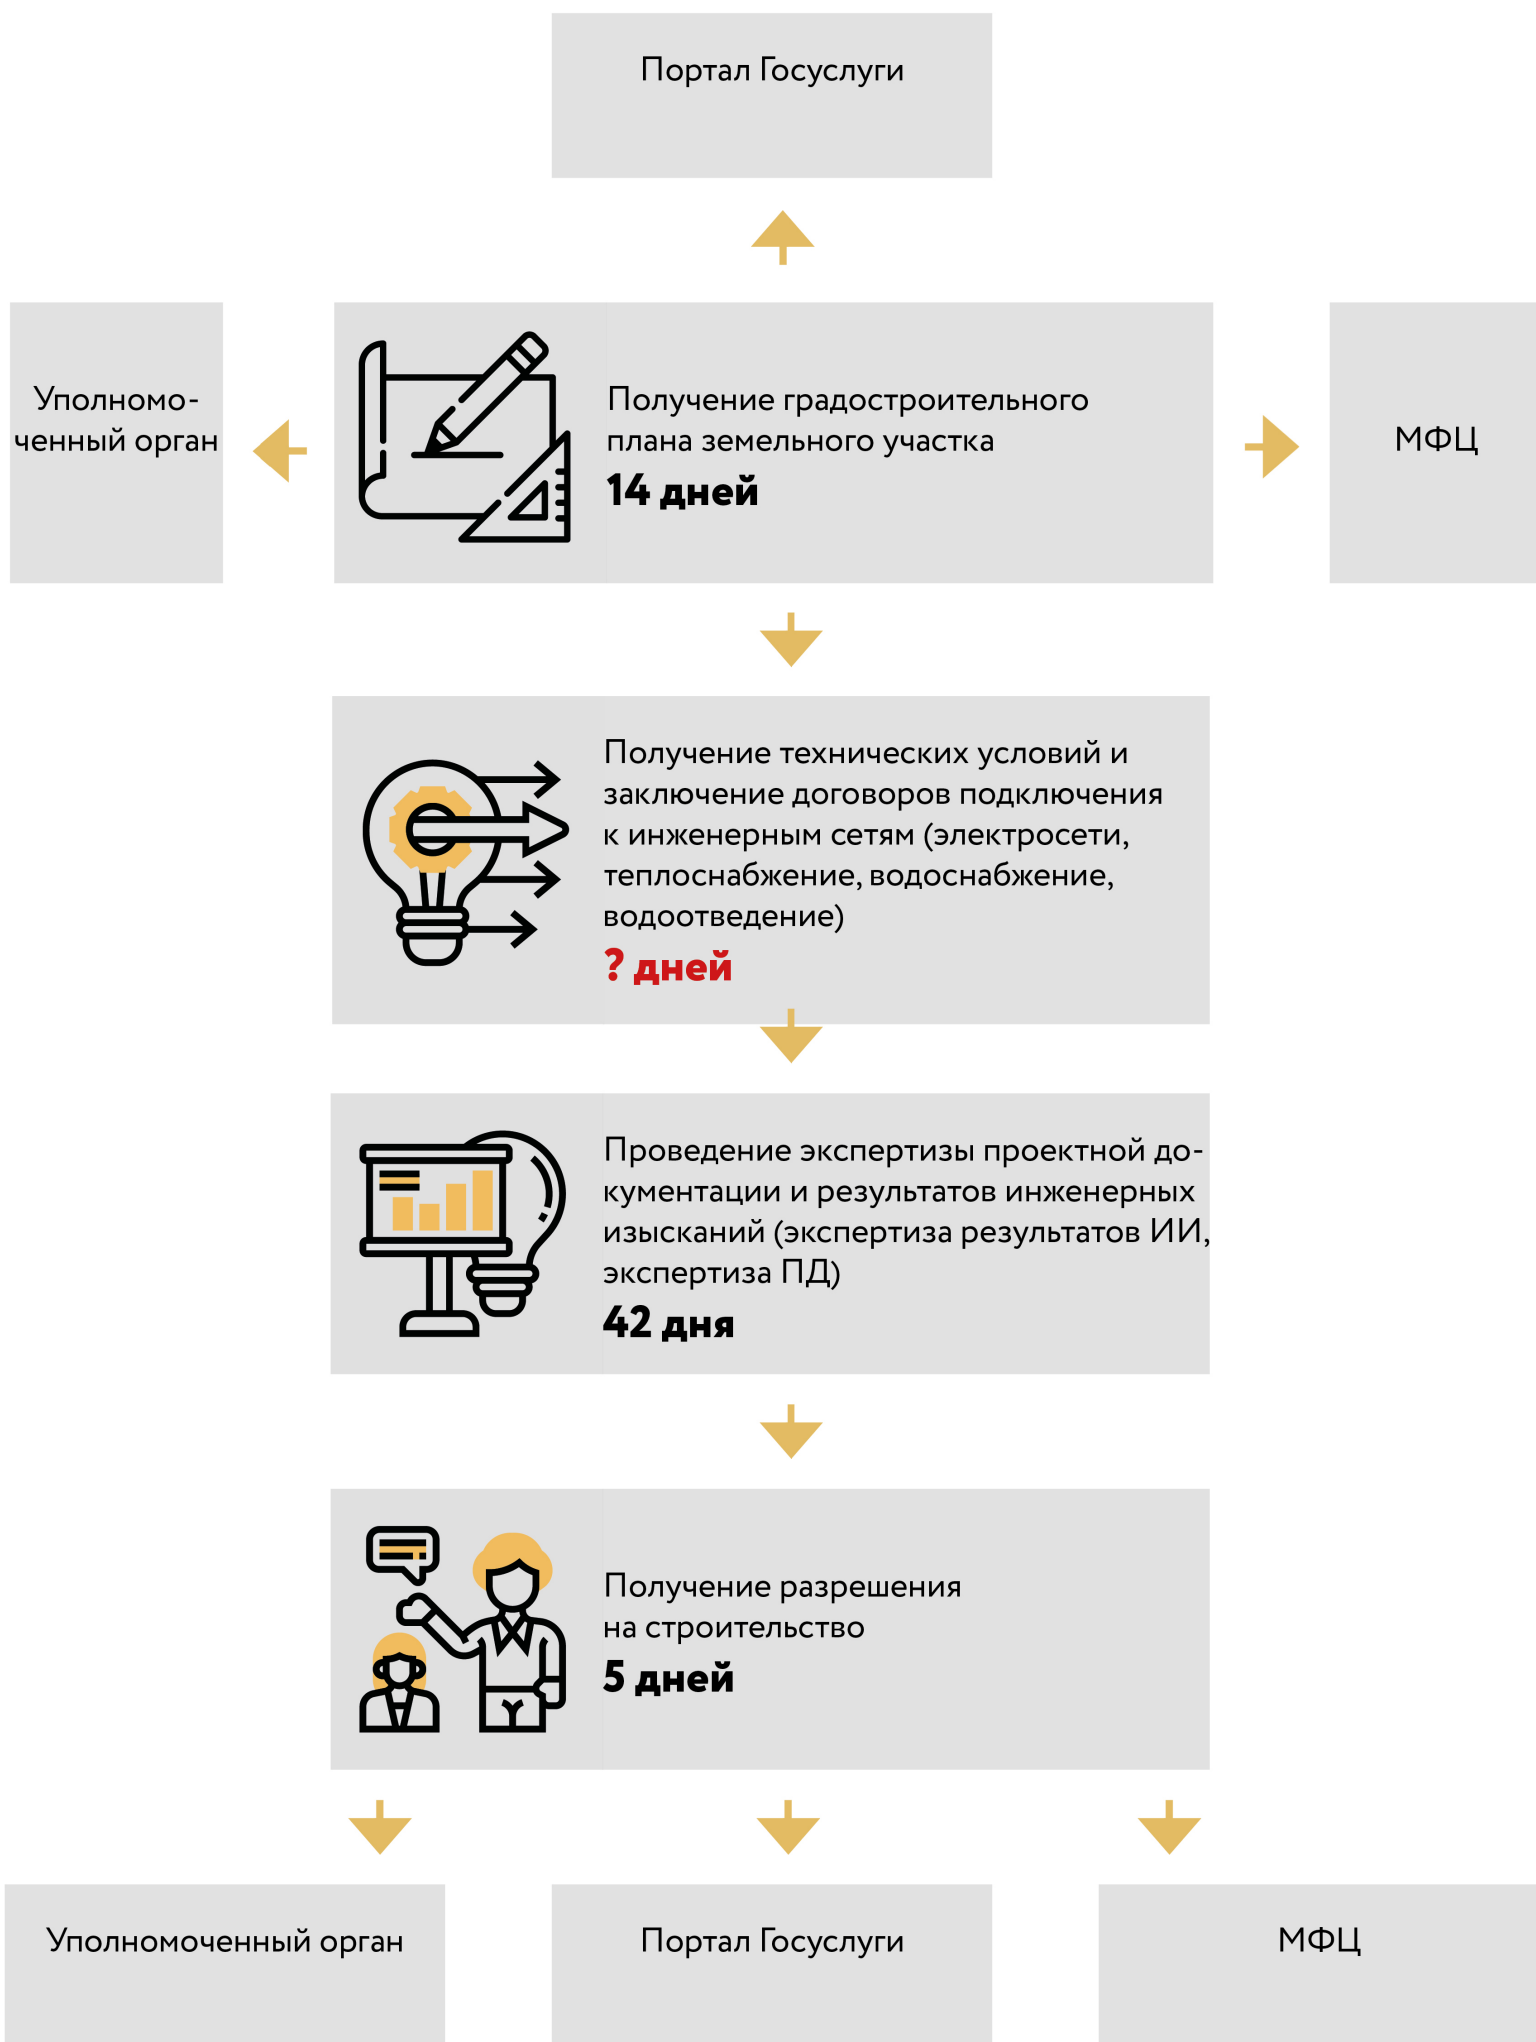 Портал Госуслуги
Уполномо-
ченный орган
Получение градостроительного
плана земельного участка
14 дней
МФЦ
Получение технических условий и
заключение договоров подключения
к инженерным сетям (электросети,
теплоснабжение, водоснабжение,
водоотведение)
? дней
Проведение экспертизы проектной до-
кументации и результатов инженерных
изысканий (экспертиза результатов ИИ,
экспертиза ПД)
42 дня
Получение разрешения
на строительство
5 дней
Уполномоченный орган
Портал Госуслуги
МФЦ